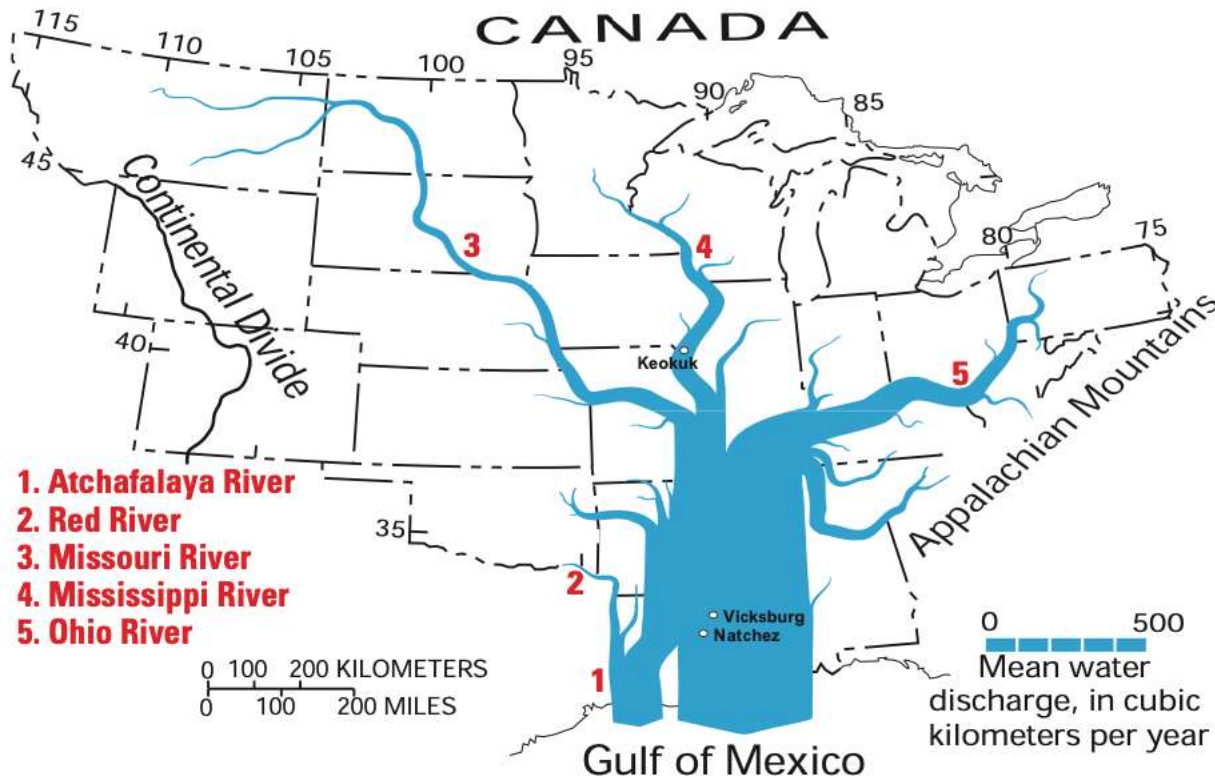 CANADA
115
110
105
100
95
90
85
80
75
45
40
35
Continental Divide
3
4
5
Keokuk
Appalachian Mountains
1. Atchafalaya River
2. Red River
3. Missouri River
4. Mississippi River
5. Ohio River
2
Vicksburg
Natchez
1
0 100 200 KILOMETERS
0 100 200 MILES
0 500
Mean water
discharge, in cubic
kilometers per year
Gulf of Mexico